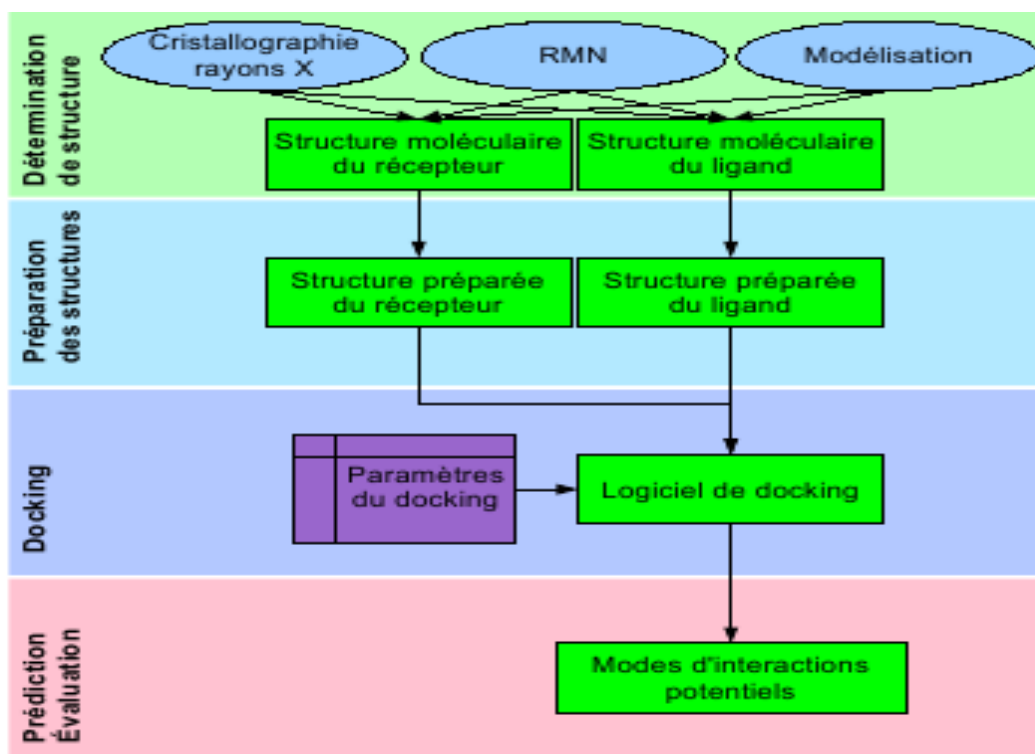 Détermination
de structure
Cristallographie
rayons X
RMN
Modélisation
Structure moléculaire
du récepteur
Structure moléculaire
du ligand
Préparation
des structures
Structure préparée
du récepteur
Structure préparée
du ligand
Docking
Paramètres
du docking
Logiciel de docking
Prédiction
Évaluation
Modes d'interactions
potentiels